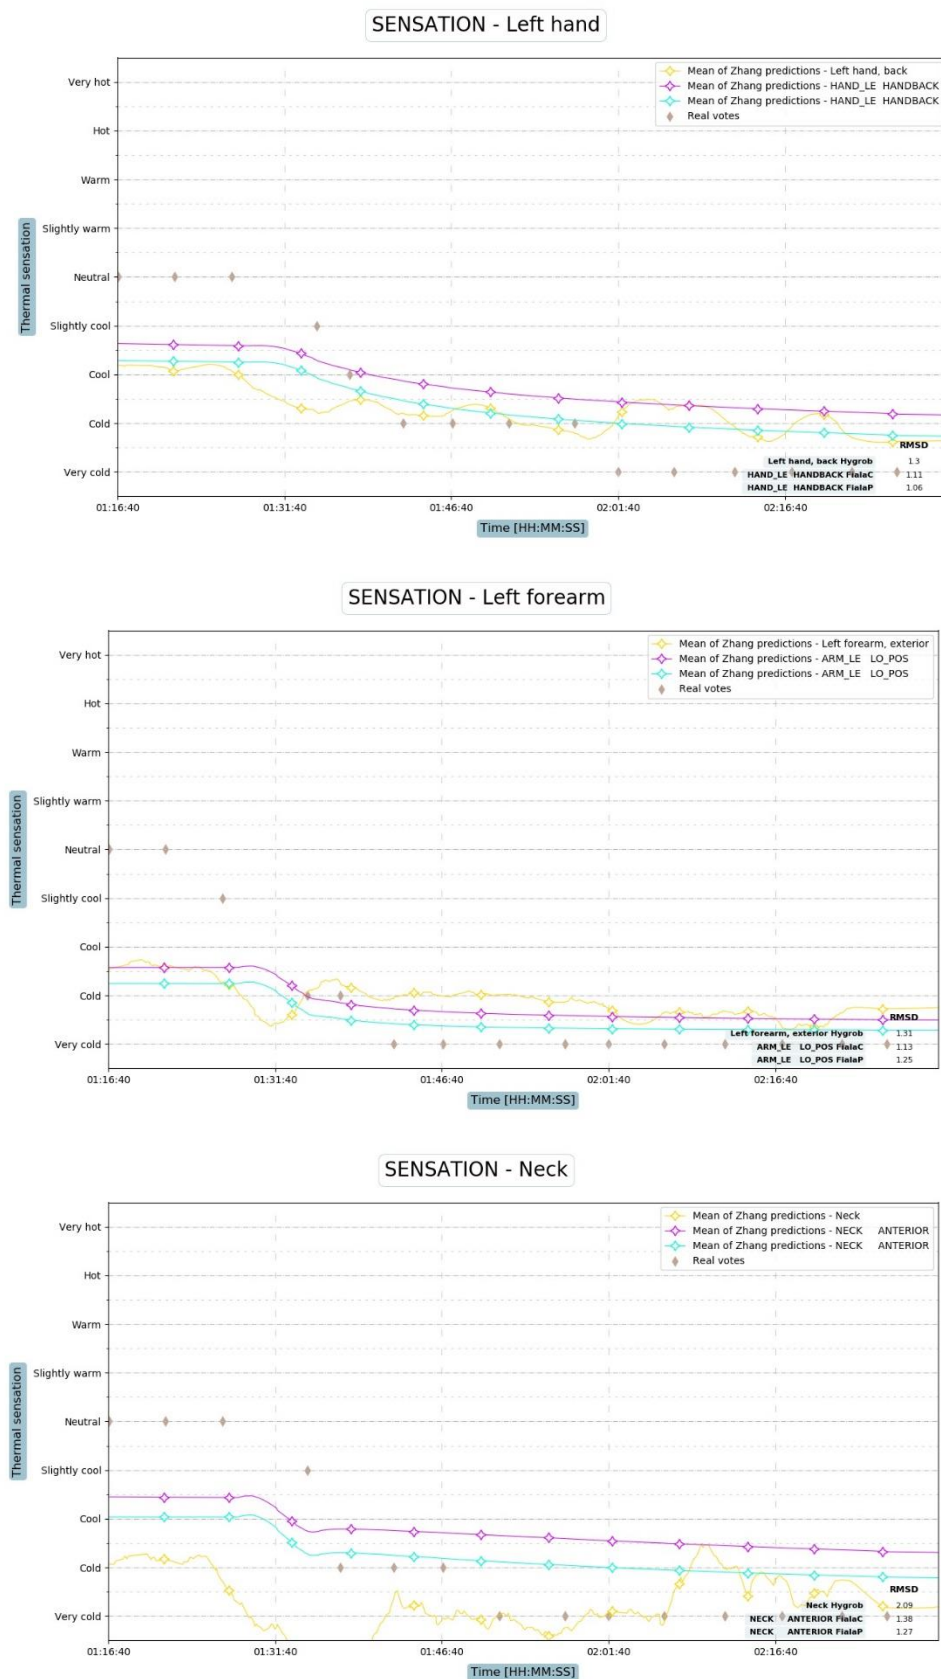 SENSATION - Left hand
Mean of Zhang predictions - Left hand, back
Mean of Zhang predictions - HAND_LE HANDBACK
Mean of Zhang predictions - HAND_LE HANDBACK
Real votes
Very hot
Hot
Warm
Slightly warm
Neutral
Slightly cool
Cool
Cold
Very cold
Thermal sensation
RMSD
Left hand, back Hygrob 1.3
HAND_LE HANDBACK FialaC 1.11
HAND_LE HANDBACK FialaP 1.06
01:16:40 01:31:40 01:46:40 02:01:40 02:16:40
Time [HH:MM:SS]
SENSATION - Left forearm
Mean of Zhang predictions - Left forearm, exterior
Mean of Zhang predictions - ARM_LE LO_POS
Mean of Zhang predictions - ARM_LE LO_POS
Real votes
Very hot
Hot
Warm
Slightly warm
Neutral
Slightly cool
Cool
Cold
Very cold
Thermal sensation
RMSD
Left forearm, exterior Hygrob 1.31
ARM_LE LO_POS FialaC 1.13
ARM_LE LO_POS FialaP 1.25
01:16:40 01:31:40 01:46:40 02:01:40 02:16:40
Time [HH:MM:SS]
SENSATION - Neck
Mean of Zhang predictions - Neck
Mean of Zhang predictions - NECK ANTERIOR
Mean of Zhang predictions - NECK ANTERIOR
Real votes
Very hot
Hot
Warm
Slightly warm
Neutral
Slightly cool
Cool
Cold
Very cold
Thermal sensation
RMSD
Neck Hygrob 2.09
NECK ANTERIOR FialaC 1.38
NECK ANTERIOR FialaP 1.27
01:16:40 01:31:40 01:46:40 02:01:40 02:16:40
Time [HH:MM:SS]